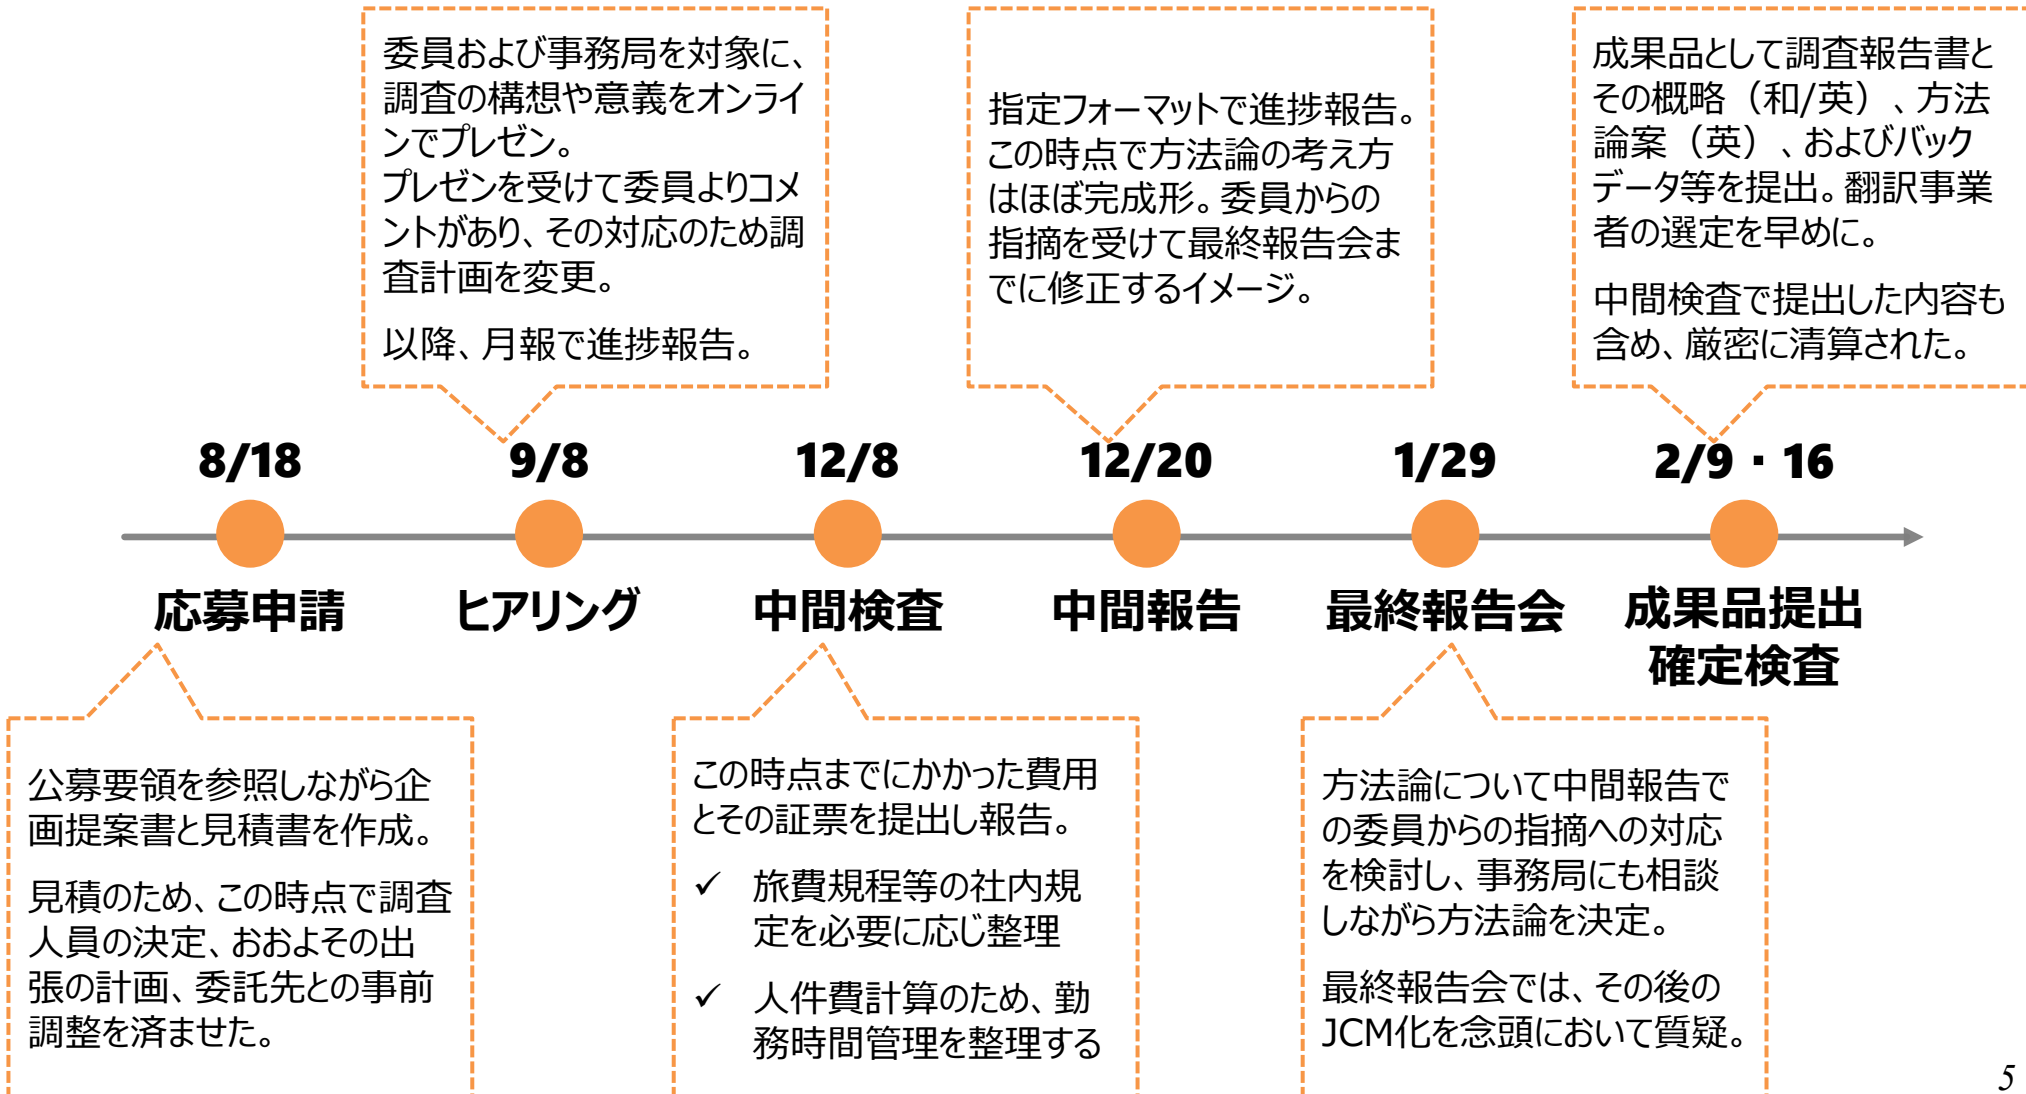 委員および事務局を対象に、
調査の構想や意義をオンライ
ンでプレゼン。
プレゼンを受けて委員よりコメ
ントがあり、その対応のため調
査計画を変更。
以降、月報で進捗報告。
指定フォーマットで進捗報告。
この時点で方法論の考え方
はほぼ完成形。委員からの
指摘を受けて最終報告会ま
でに修正するイメージ。
成果品として調査報告書と
その概略（和/英）、方法
論案（英）、およびバック
データ等を提出。翻訳事業
者の選定を早めに。
中間検査で提出した内容も
含め、厳密に清算された。
8/18
9/8
12/8
12/20
1/29
2/9・16
応募申請
ヒアリング
中間検査
中間報告
最終報告会
成果品提出
確定検査
公募要領を参照しながら企
画提案書と見積書を作成。
見積のため、この時点で調査
人員の決定、おおよその出
張の計画、委託先との事前
調整を済ませた。
この時点までにかかった費用
とその証票を提出し報告。
✓ 旅費規程等の社内規
定を必要に応じ整理
✓ 人件費計算のため、勤
務時間管理を整理する
方法論について中間報告で
の委員からの指摘への対応
を検討し、事務局にも相談
しながら方法論を決定。
最終報告会では、その後の
JCM化を念頭において質疑。
5